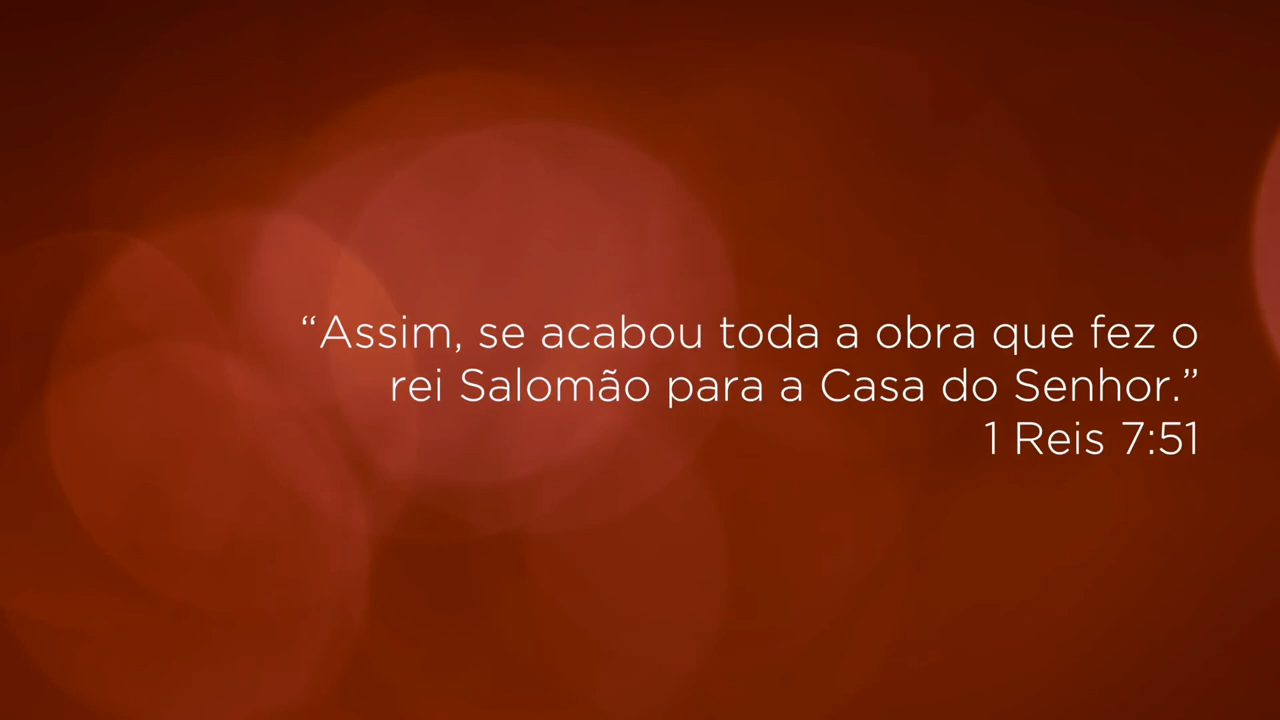 “Assim, se acabou toda a obra que fez o
rei Salomão para a Casa do Senhor.”
1 Reis 7:51